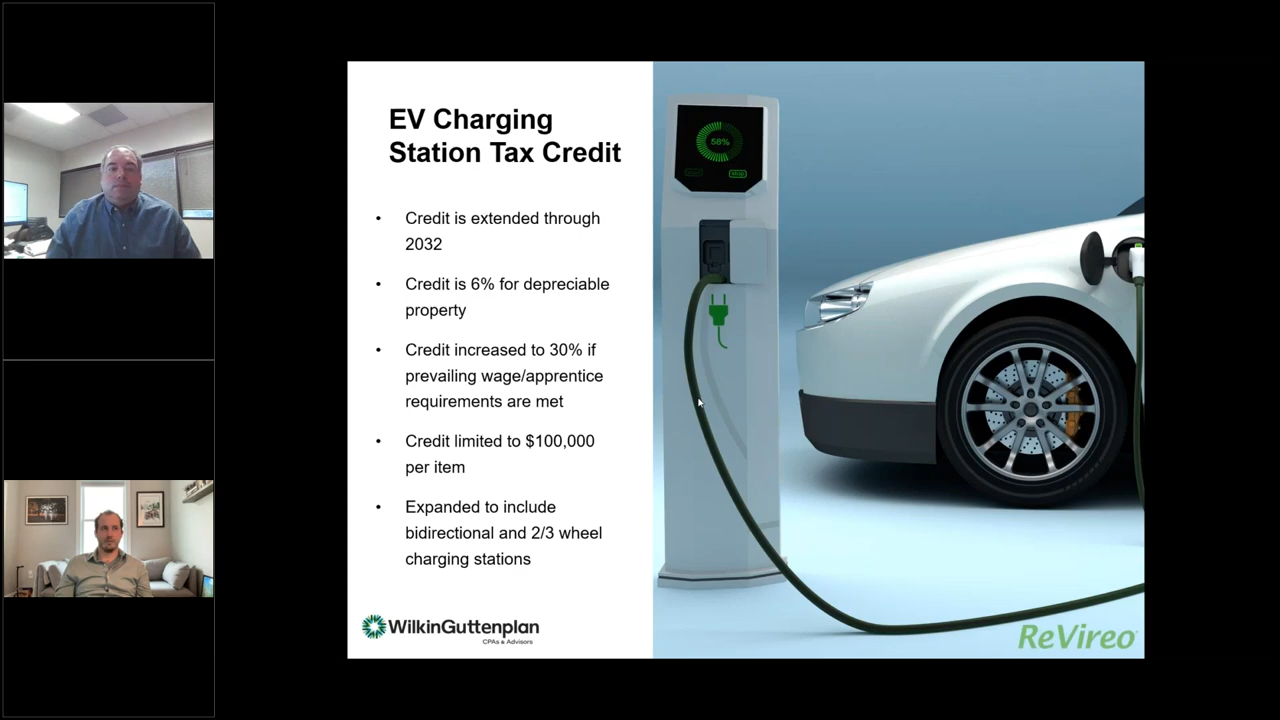 EV Charging
Station Tax Credit
• Credit is extended through
2032
• Credit is 6% for depreciable
property
• Credit increased to 30% if
prevailing wage/apprentice
requirements are met
• Credit limited to $100,000
per item
• Expanded to include
bidirectional and 2/3 wheel
charging stations
WilkinGuttenplan
CPAs & Advisors
58%
stop
ReVireo